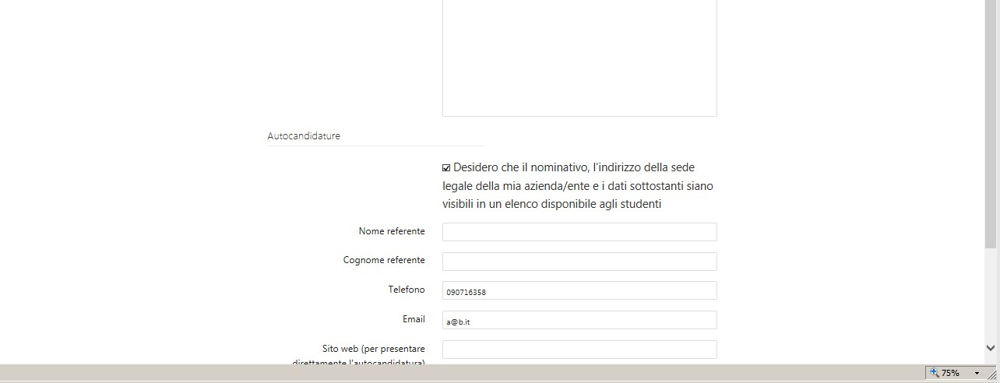 Autocandidature
Desidero che il nominativo, l'indirizzo della sede
legale della mia azienda/ente e i dati sottostanti siano
visibili in un elenco disponibile agli studenti
Nome referente
Cognome referente
Telefono 090716358
Email a@b.it
Sito web (per presentare
direttamente l'autocandidatura)
75%